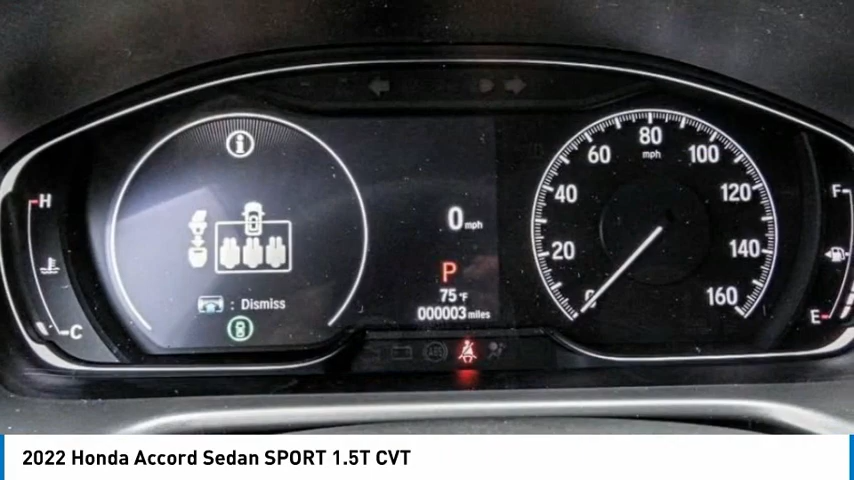 80
60 mph 100
H 40 120 F
0 mph
20 140
P
75 °F 0 160
: Dismiss
000003 miles
C E
2022 Honda Accord Sedan SPORT 1.5T CVT